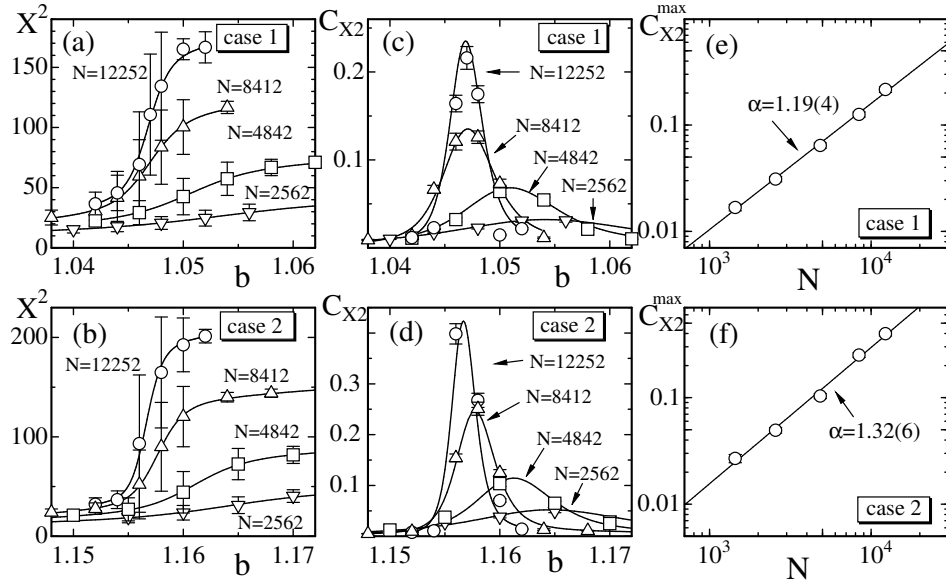 X²
(a)
case 1
N=12252
N=8412
N=4842
N=2562
200
150
100
50
0
1.04
1.05
1.06
b
C_X2
(c)
case 1
N=12252
N=8412
N=4842
N=2562
0.2
0.1
1.04
1.05
1.06
b
C_X2^max
(e)
α=1.19(4)
0.1
0.01
case 1
10³
10⁴
N
X²
(b)
case 2
N=12252
N=8412
N=4842
N=2562
200
100
0
1.15
1.16
1.17
b
C_X2
(d)
case 2
N=12252
N=8412
N=4842
N=2562
0.3
0.2
0.1
1.15
1.16
1.17
b
C_X2^max
(f)
α=1.32(6)
0.1
0.01
case 2
10³
10⁴
N